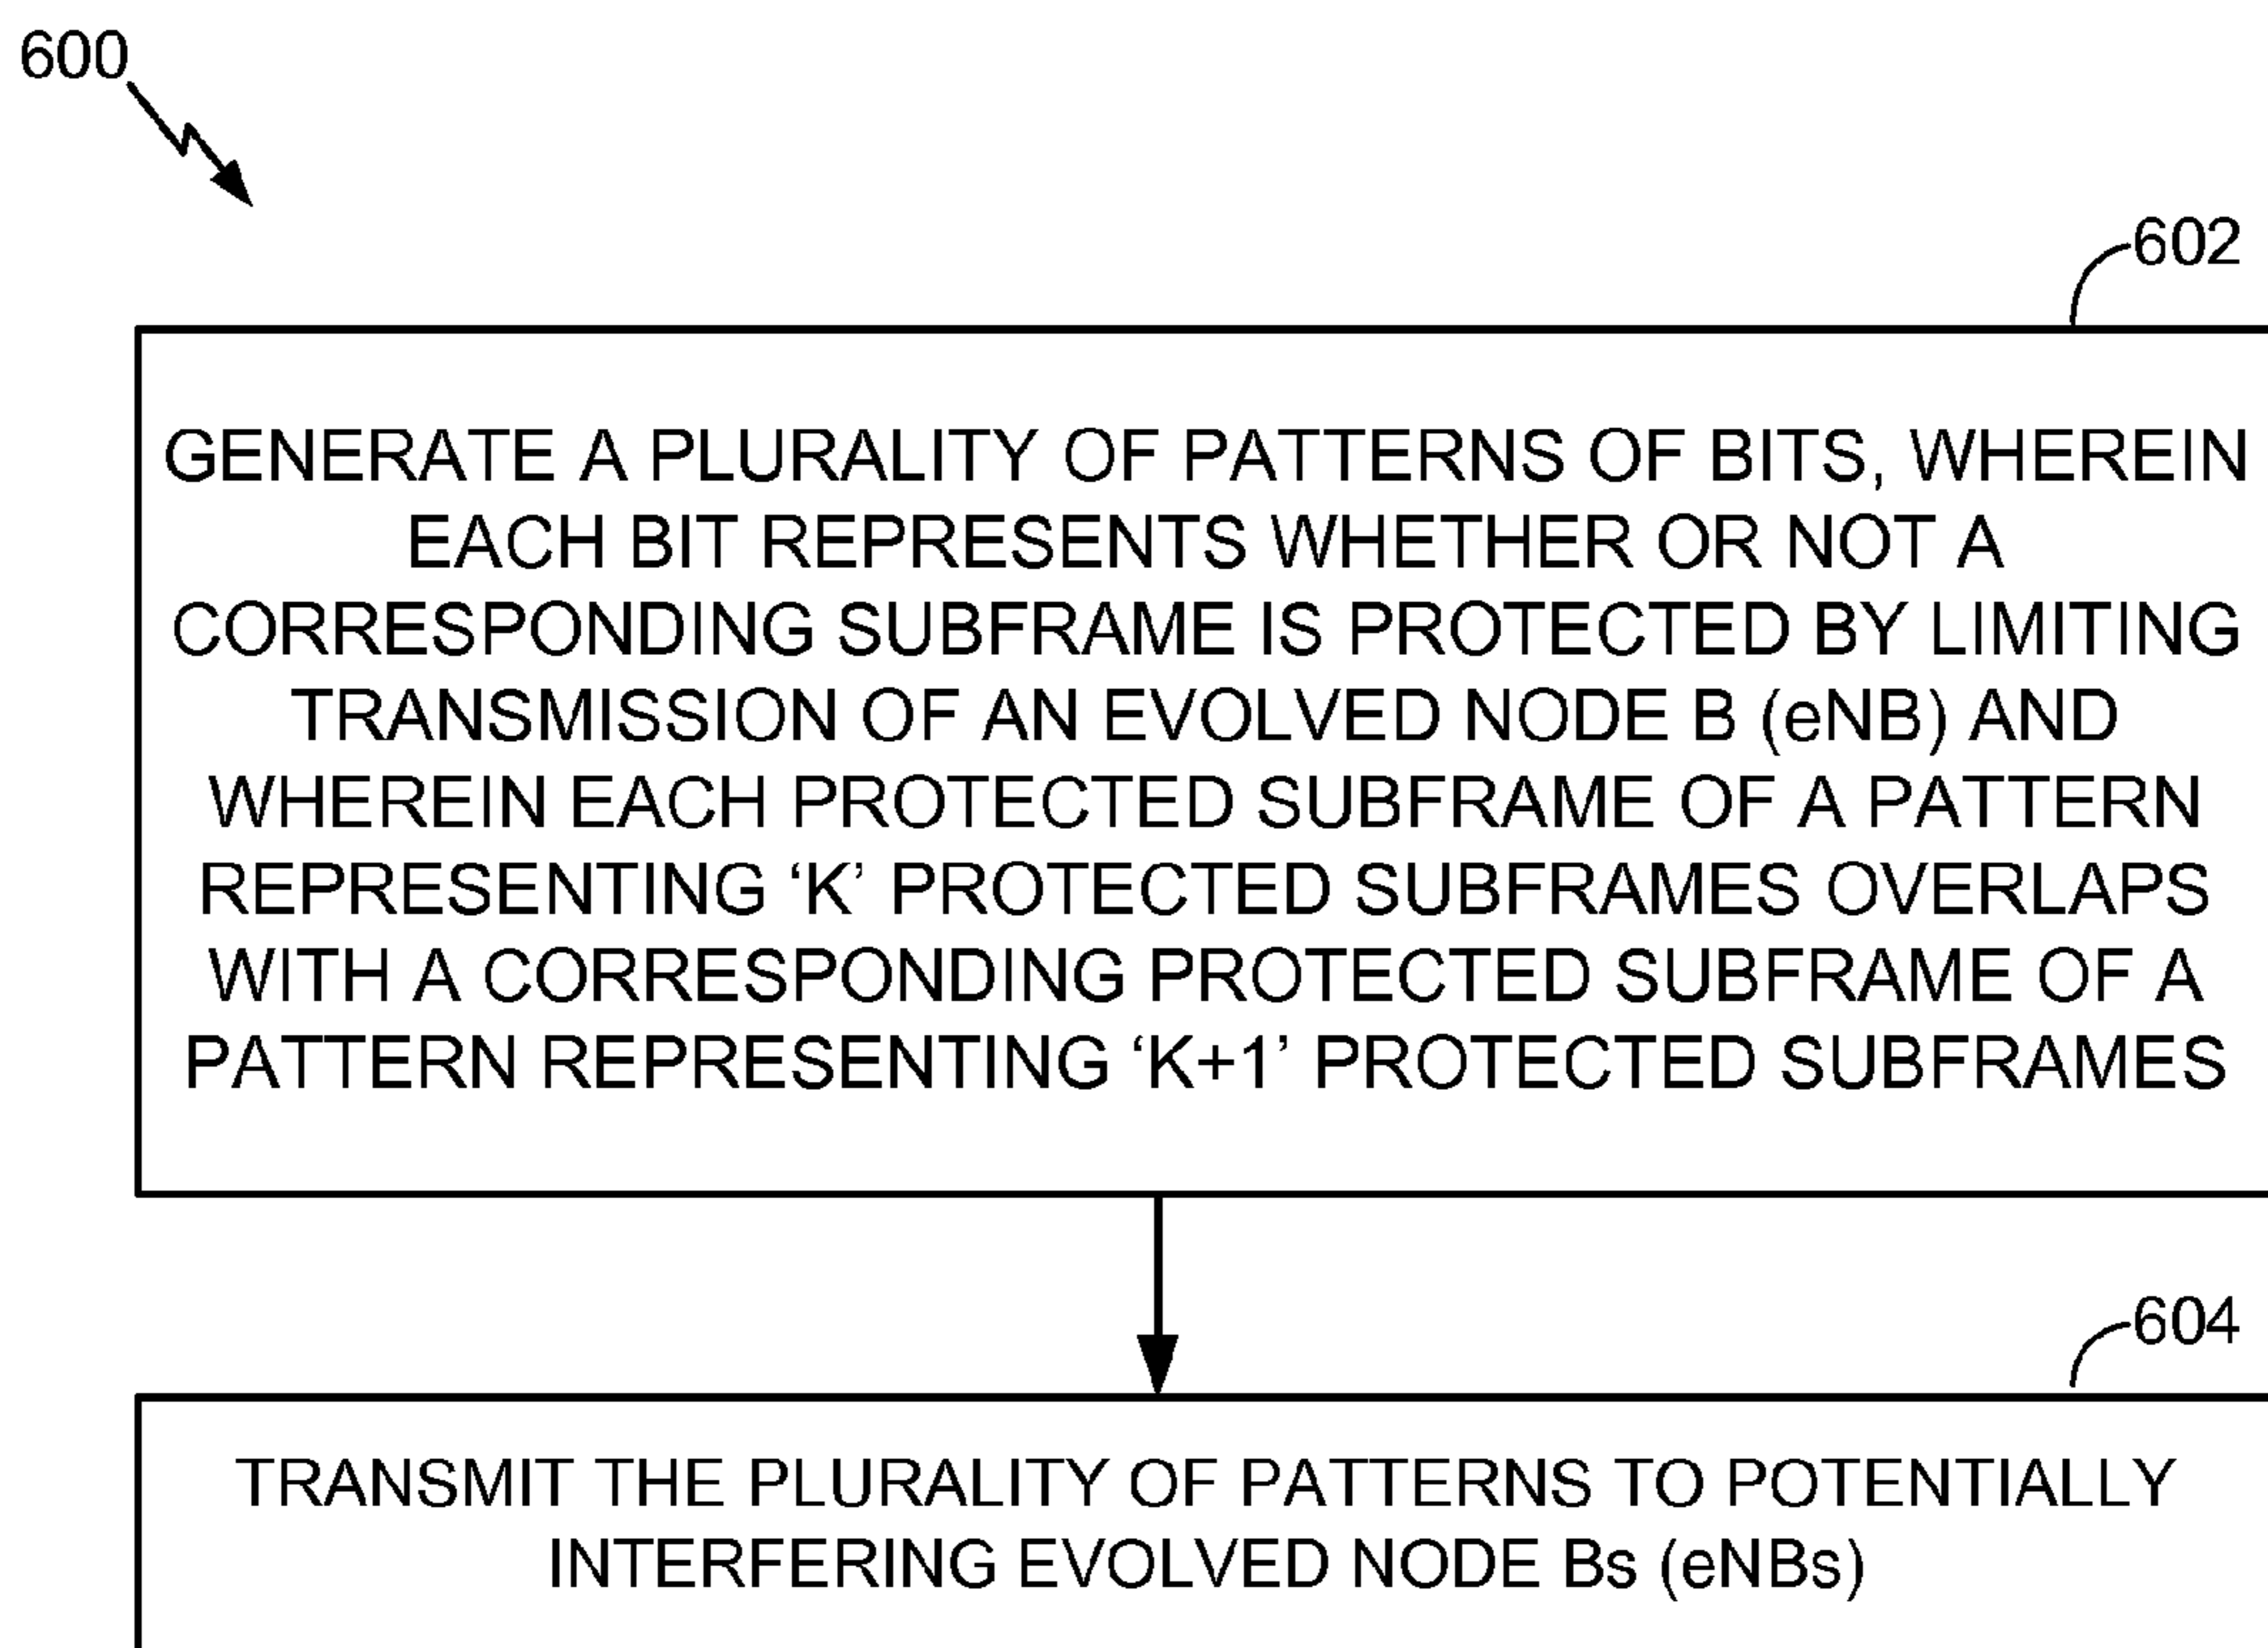 600
602
GENERATE A PLURALITY OF PATTERNS OF BITS, WHEREIN
EACH BIT REPRESENTS WHETHER OR NOT A
CORRESPONDING SUBFRAME IS PROTECTED BY LIMITING
TRANSMISSION OF AN EVOLVED NODE B (eNB) AND
WHEREIN EACH PROTECTED SUBFRAME OF A PATTERN
REPRESENTING ‘K’ PROTECTED SUBFRAMES OVERLAPS
WITH A CORRESPONDING PROTECTED SUBFRAME OF A
PATTERN REPRESENTING ‘K+1’ PROTECTED SUBFRAMES
604
TRANSMIT THE PLURALITY OF PATTERNS TO POTENTIALLY
INTERFERING EVOLVED NODE Bs (eNBs)